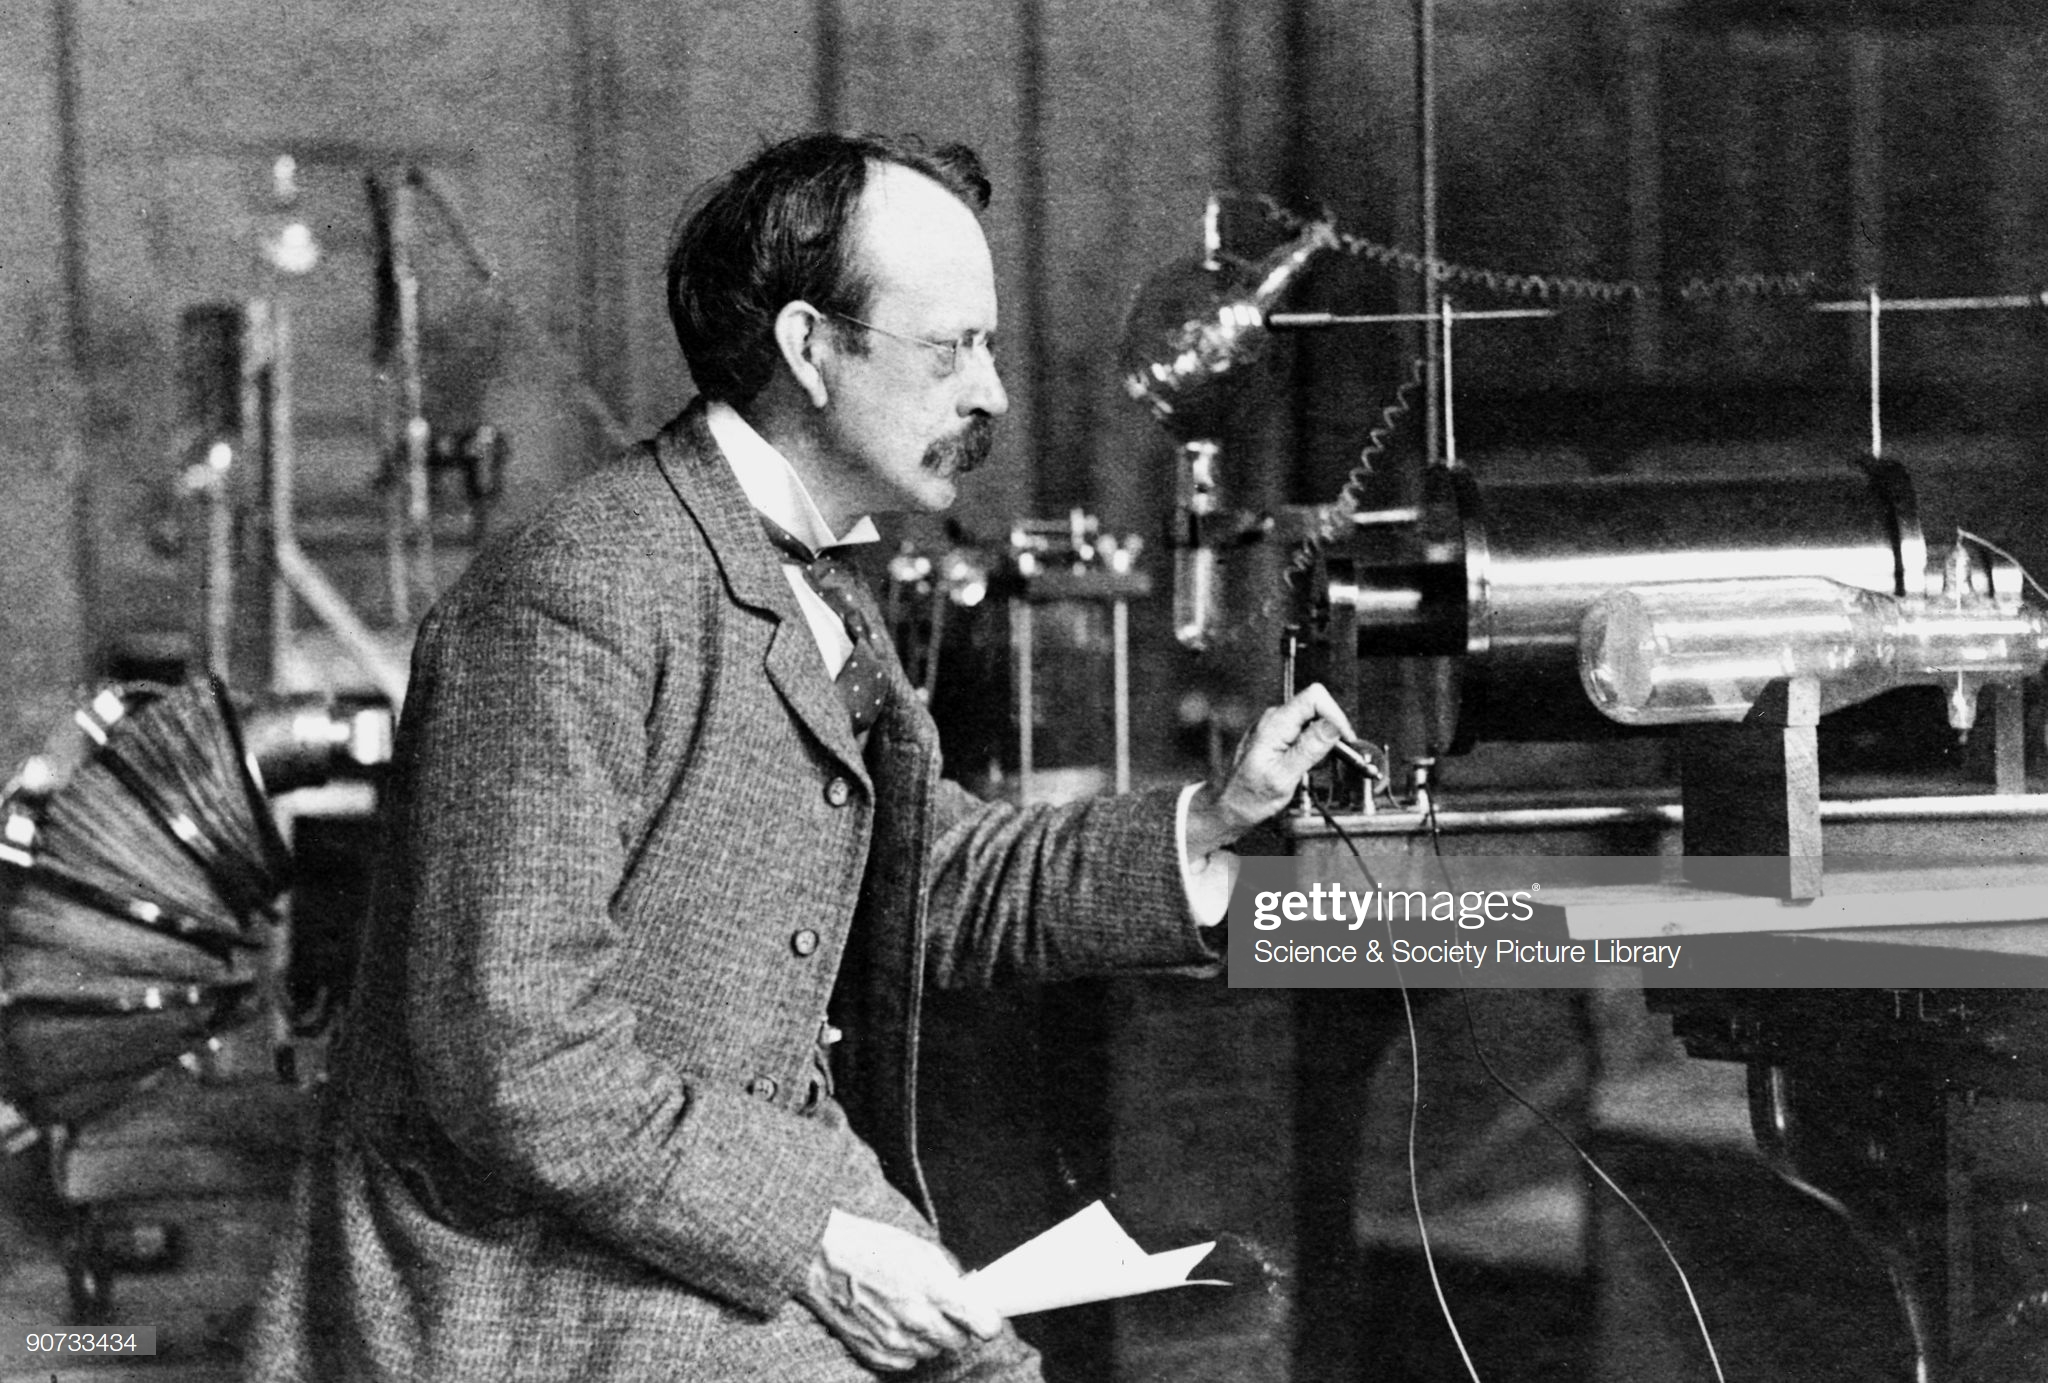 gettyimages®
Science & Society Picture Library
90733434